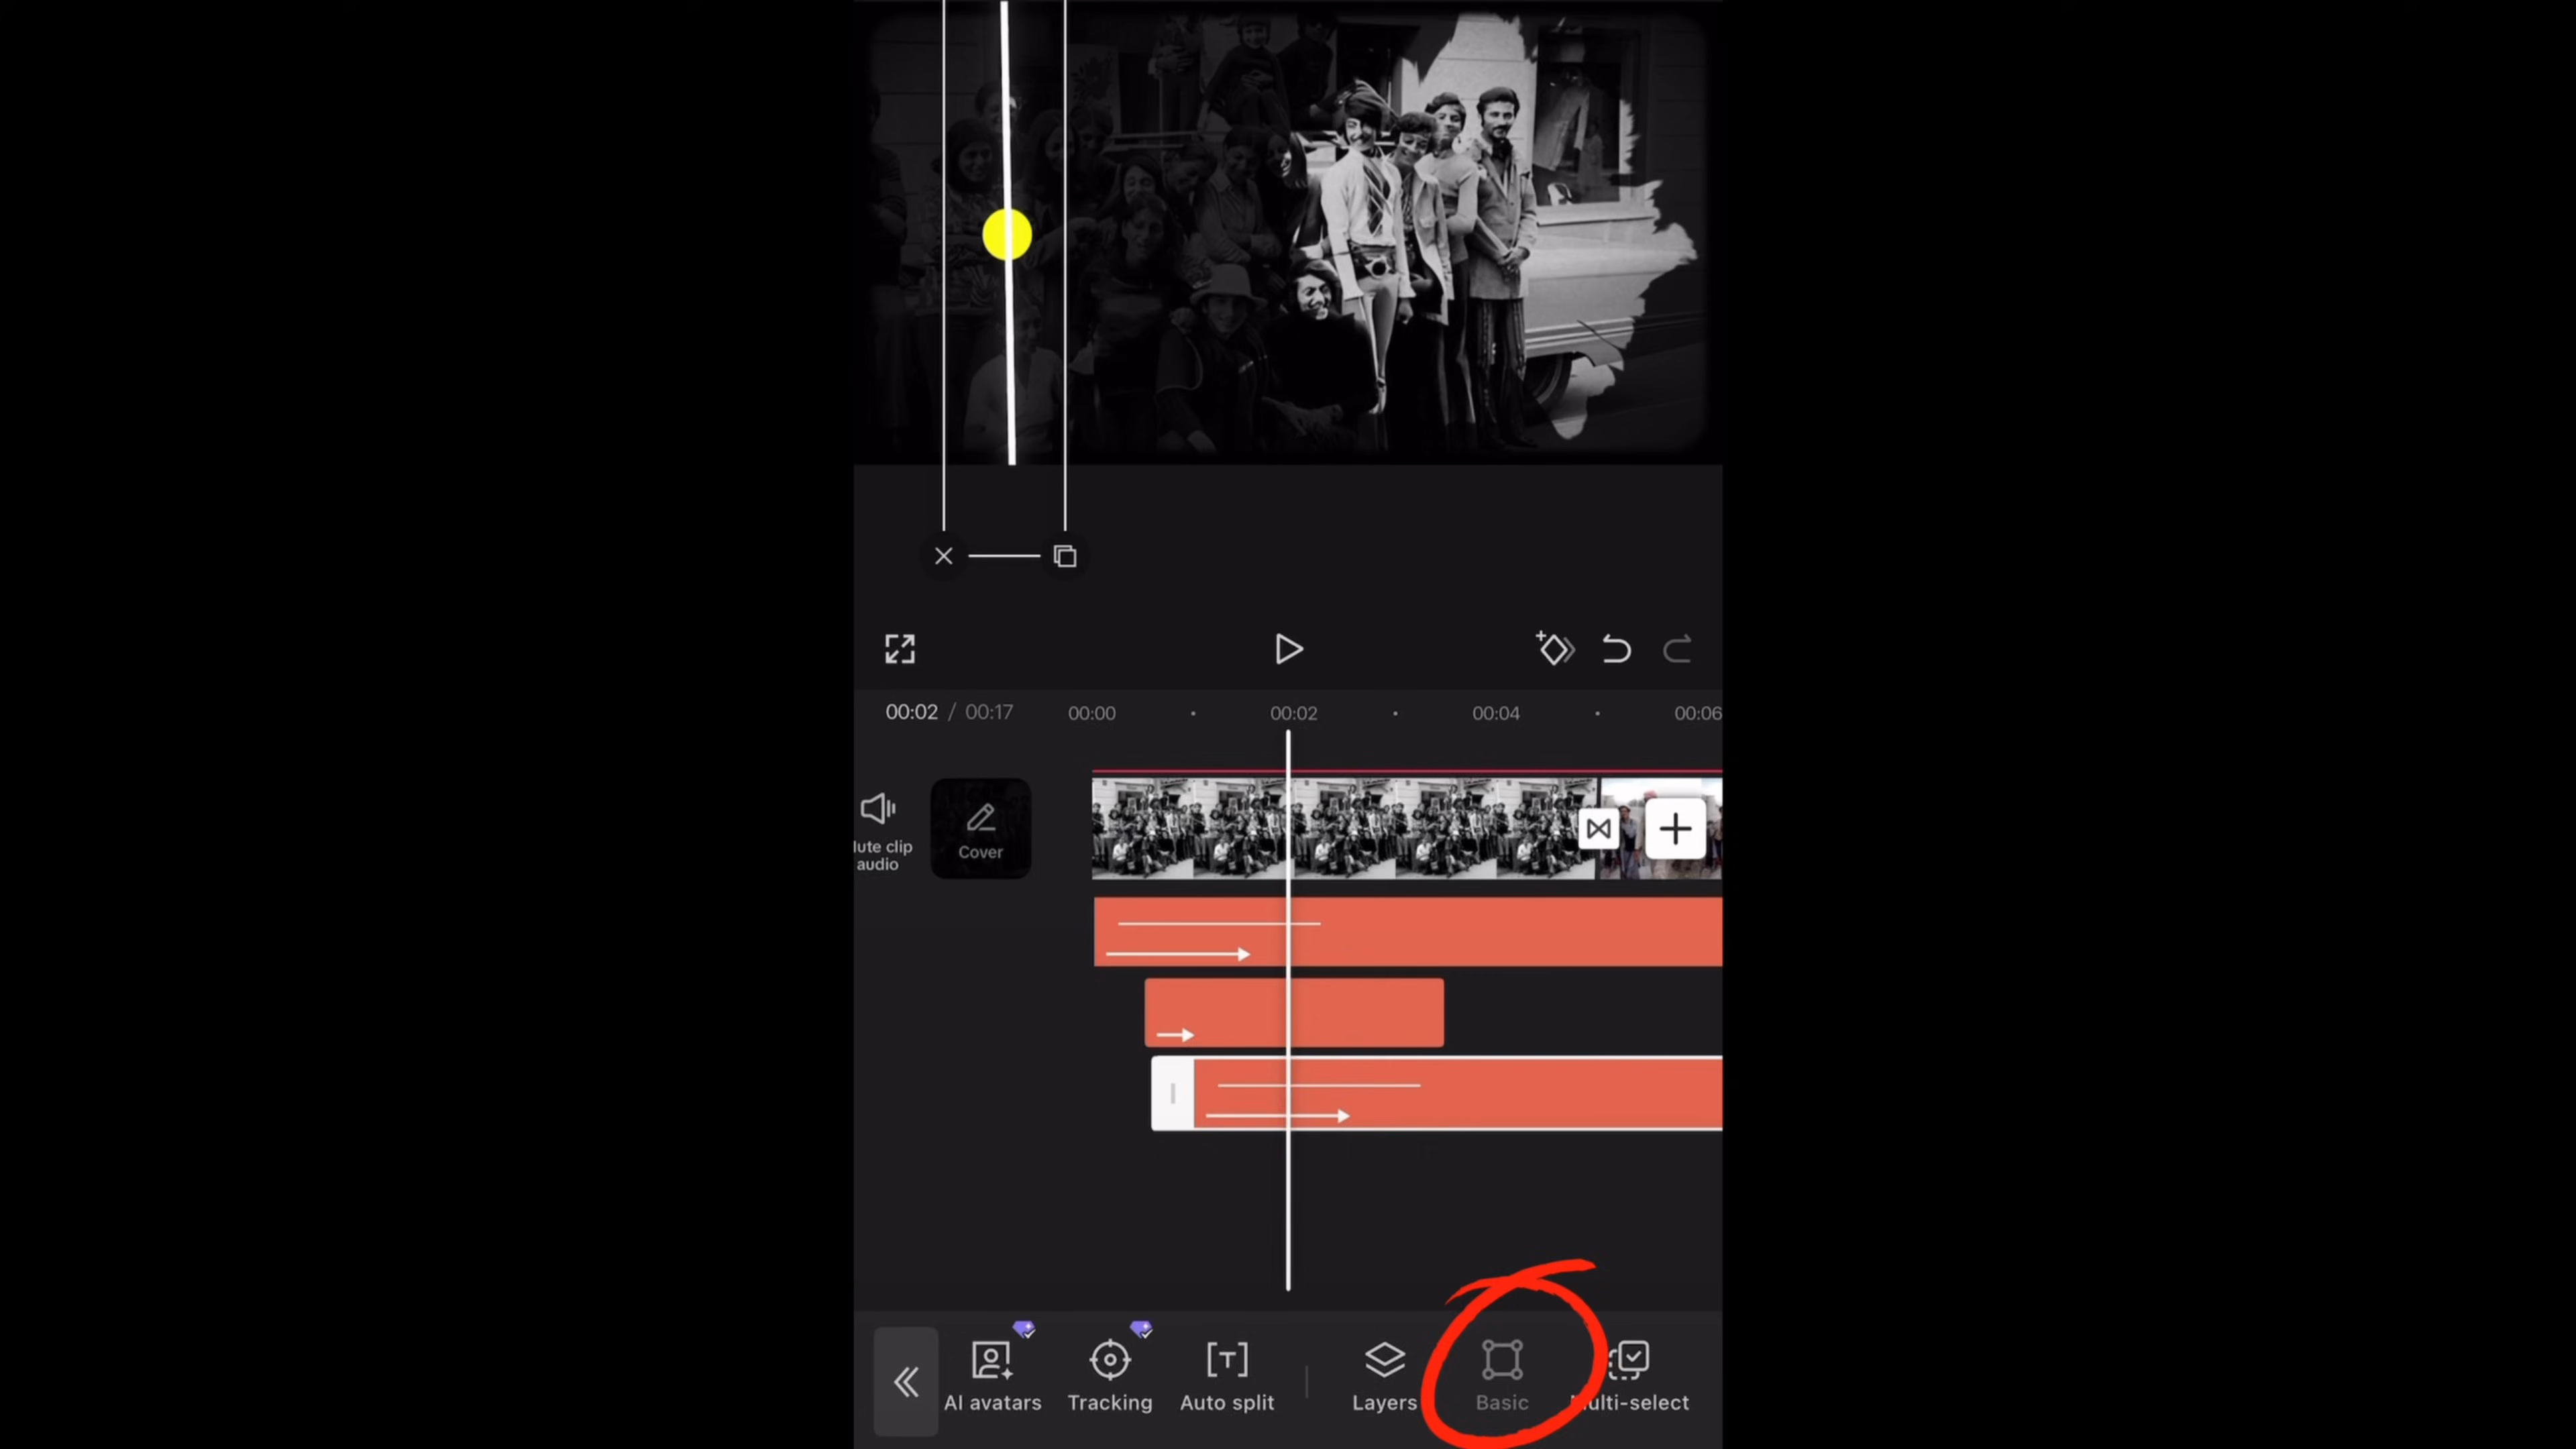 00:02 / 00:17 00:00 00:02 00:04 00:06
lute clip
audio
Cover
AI avatars Tracking Auto split Layers Basic ulti-select